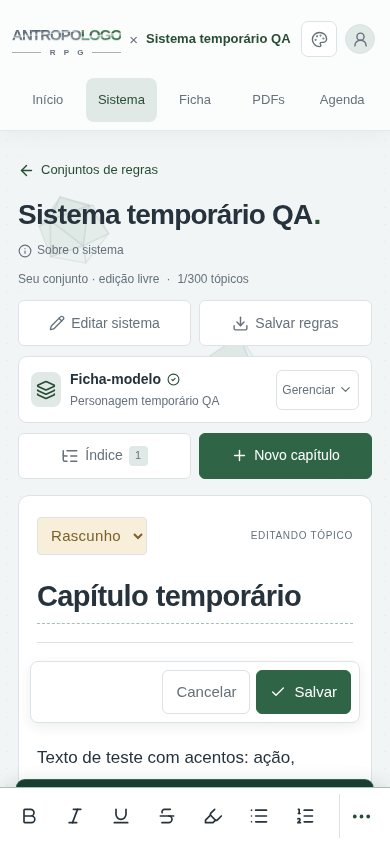 ANTROPOLOGO × Sistema temporário QA
RPG
Início Sistema Ficha PDFs Agenda
Conjuntos de regras
Sistema temporário QA.
Sobre o sistema
Seu conjunto · edição livre · 1/300 tópicos
Editar sistema Salvar regras
Ficha-modelo
Personagem temporário QA
Gerenciar
Índice 1 Novo capítulo
Rascunho EDITANDO TÓPICO
Capítulo temporário
Cancelar Salvar
Texto de teste com acentos: ação,